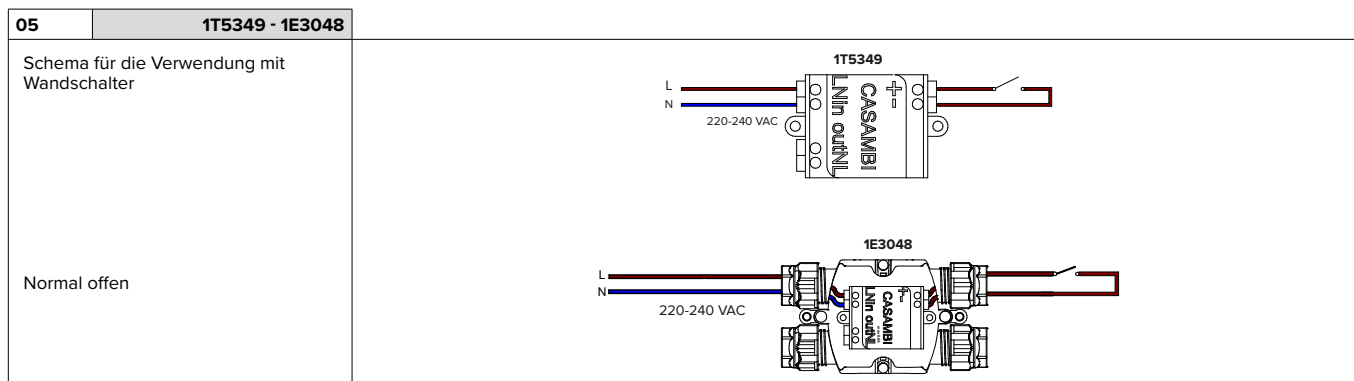 05
1T5349 - 1E3048
Schema für die Verwendung mit
Wandschalter
1T5349
L
N
220-240 VAC
LNin outNL
CASAMBI
+
-
Normal offen
1E3048
L
N
220-240 VAC
LNin outNL
CASAMBI
+
-